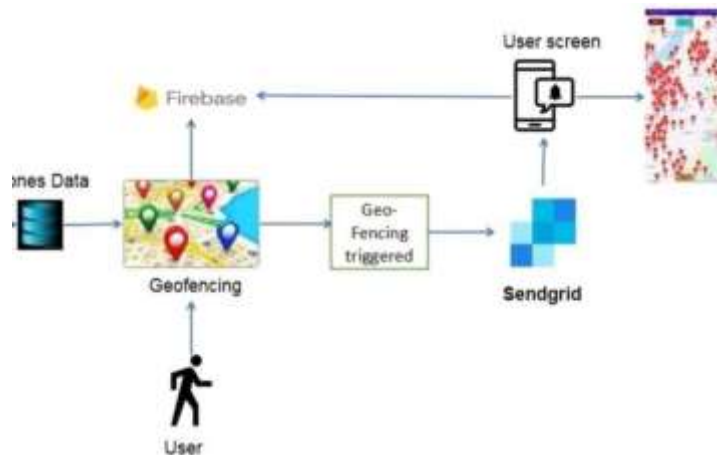 User screen
Firebase
ones Data
Geo-
Fencing
triggered
Geofencing
Sendgrid
User